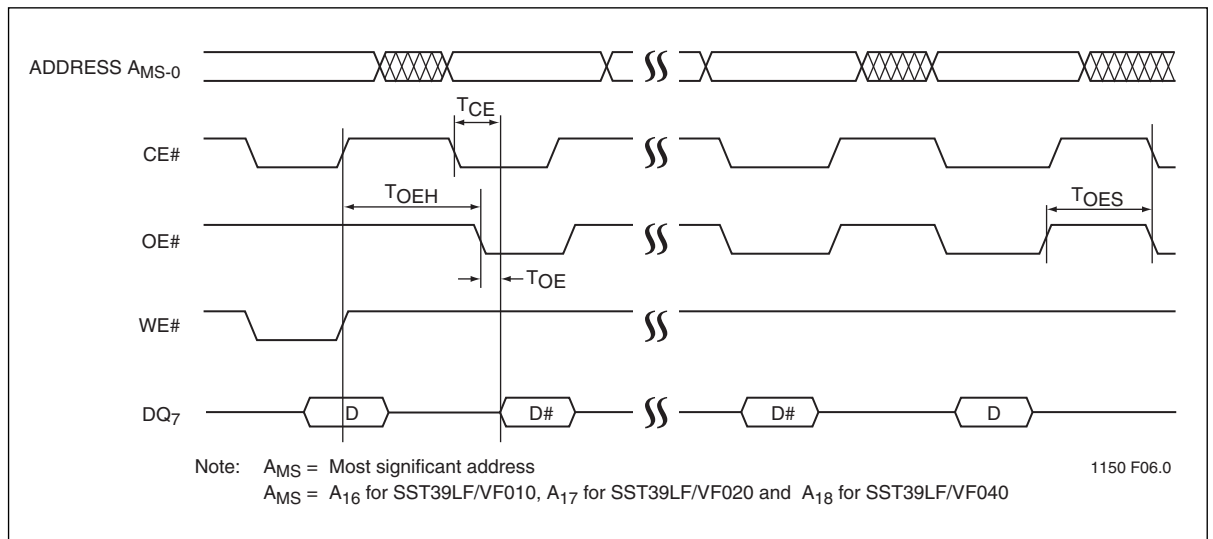 ADDRESS AMS-0
TCE
CE#
TOEH
TOES
OE#
TOE
WE#
DQ7
D
D#
D#
D
Note: AMS = Most significant address
1150 F06.0
AMS = A16 for SST39LF/VF010, A17 for SST39LF/VF020 and A18 for SST39LF/VF040